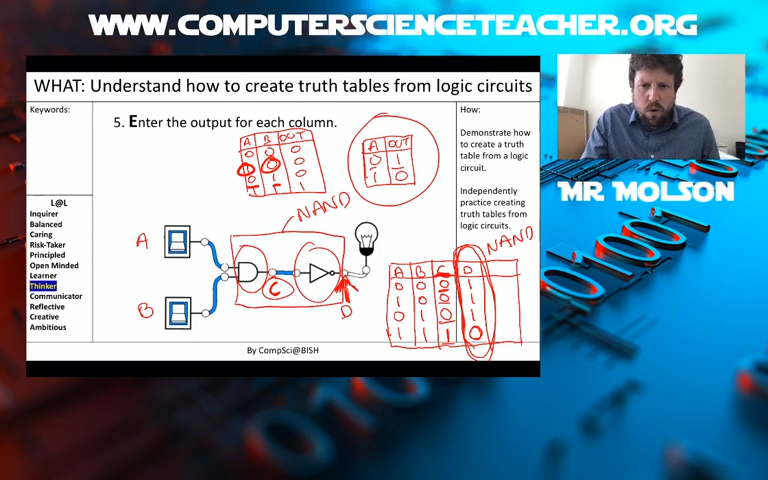 WWW.COMPUTERSCIENCETEACHER.ORG
WHAT: Understand how to create truth tables from logic circuits
Keywords:
L@L
Inquirer
Balanced
Caring
Risk-Taker
Principled
Open Minded
Learner
Thinker
Communicator
Reflective
Creative
Ambitious
5. Enter the output for each column.
A B OUT
0 0 0
1 0 0
0 1 0
1 1 1
A OUT
0 1
1 0
NAND
A
B
C
D
NAND
A B C D
0 0 0 1
1 0 0 1
0 1 0 1
1 1 1 0
By CompSci@BISH
How:
Demonstrate how
to create a truth
table from a logic
circuit.
Independently
practice creating
truth tables from
logic circuits.
MR MOLSON